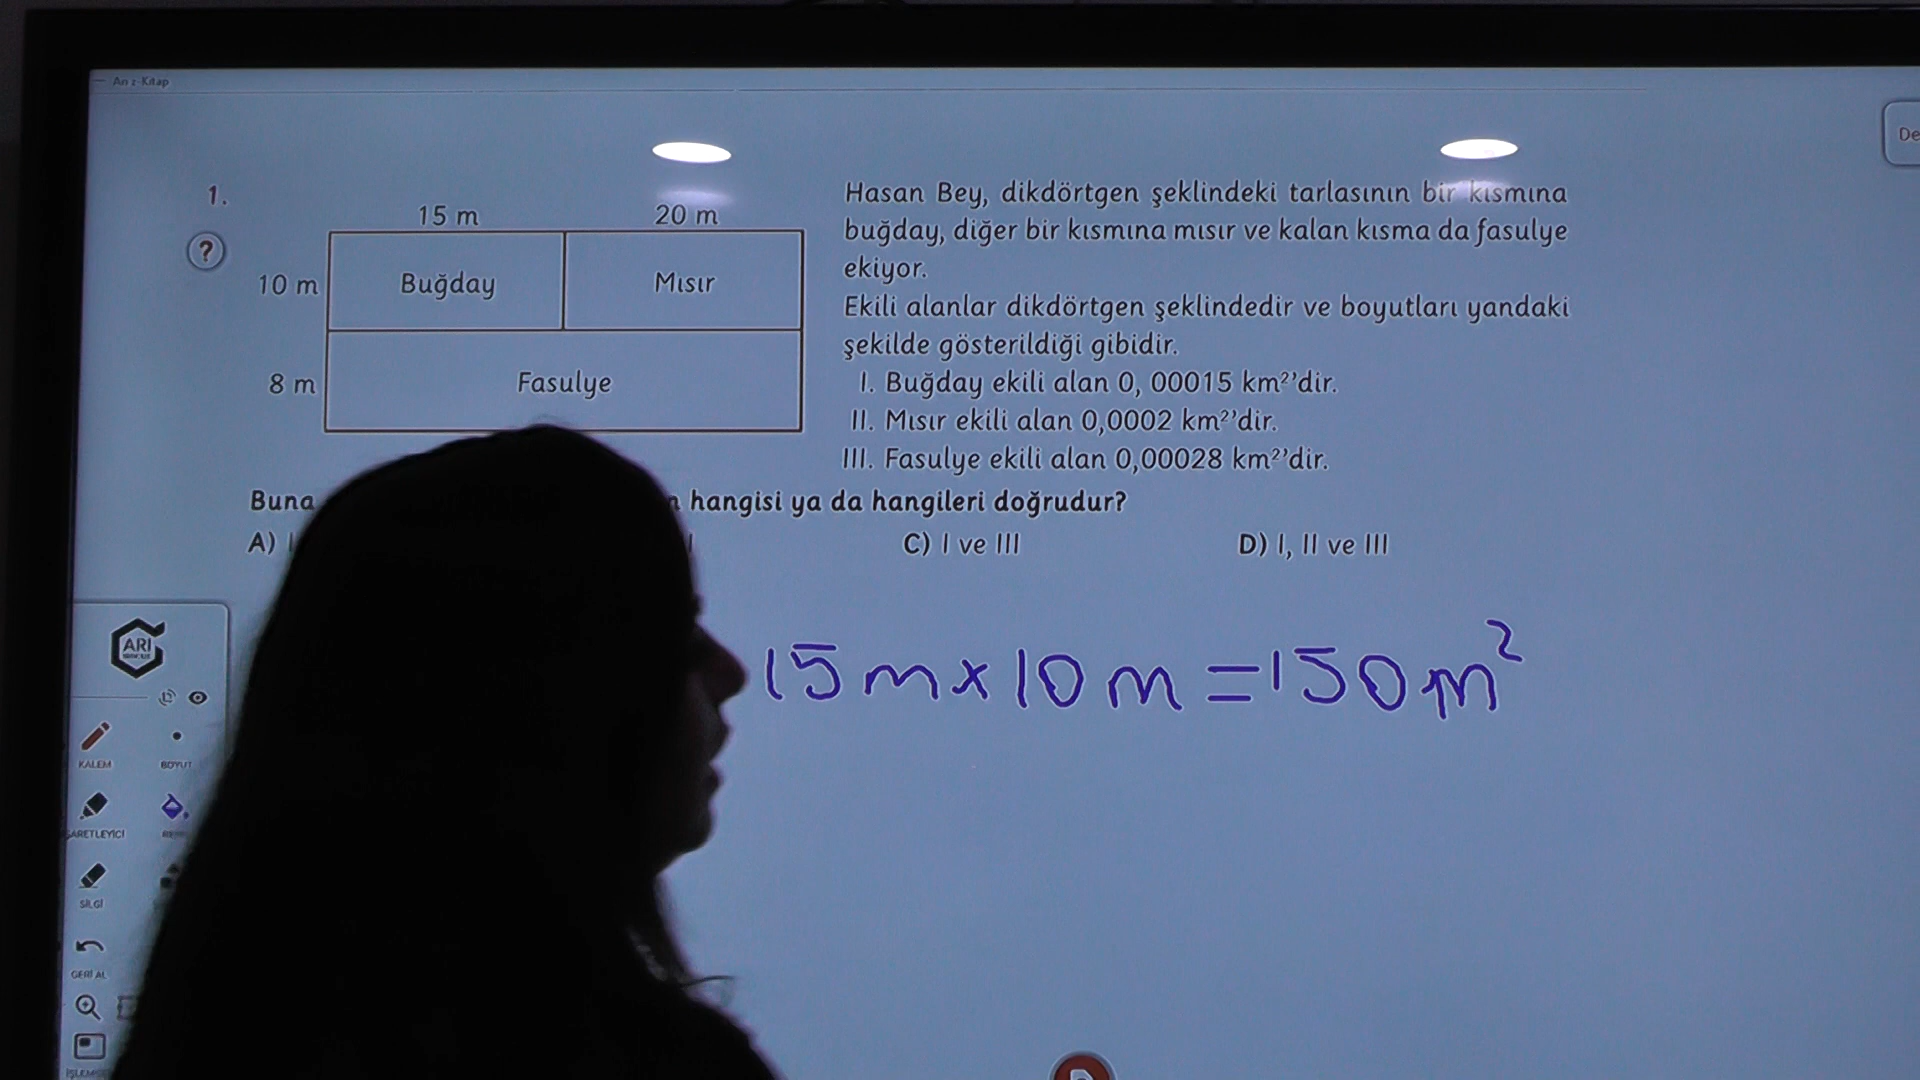 Arı z-Kitap
De
1.
15 m 20 m
10 m Buğday Mısır
8 m Fasulye
Hasan Bey, dikdörtgen şeklindeki tarlasının bir kısmına
buğday, diğer bir kısmına mısır ve kalan kısma da fasulye
ekiyor.
Ekili alanlar dikdörtgen şeklindedir ve boyutları yandaki
şekilde gösterildiği gibidir.
I. Buğday ekili alan 0, 00015 km²'dir.
II. Mısır ekili alan 0,0002 km²'dir.
III. Fasulye ekili alan 0,00028 km²'dir.
Buna hangisi ya da hangileri doğrudur?
A) I C) I ve III D) I, II ve III
15m x 10m = 150m²
ARI
KALEM BOYUT
SİLGİ
GERİ AL